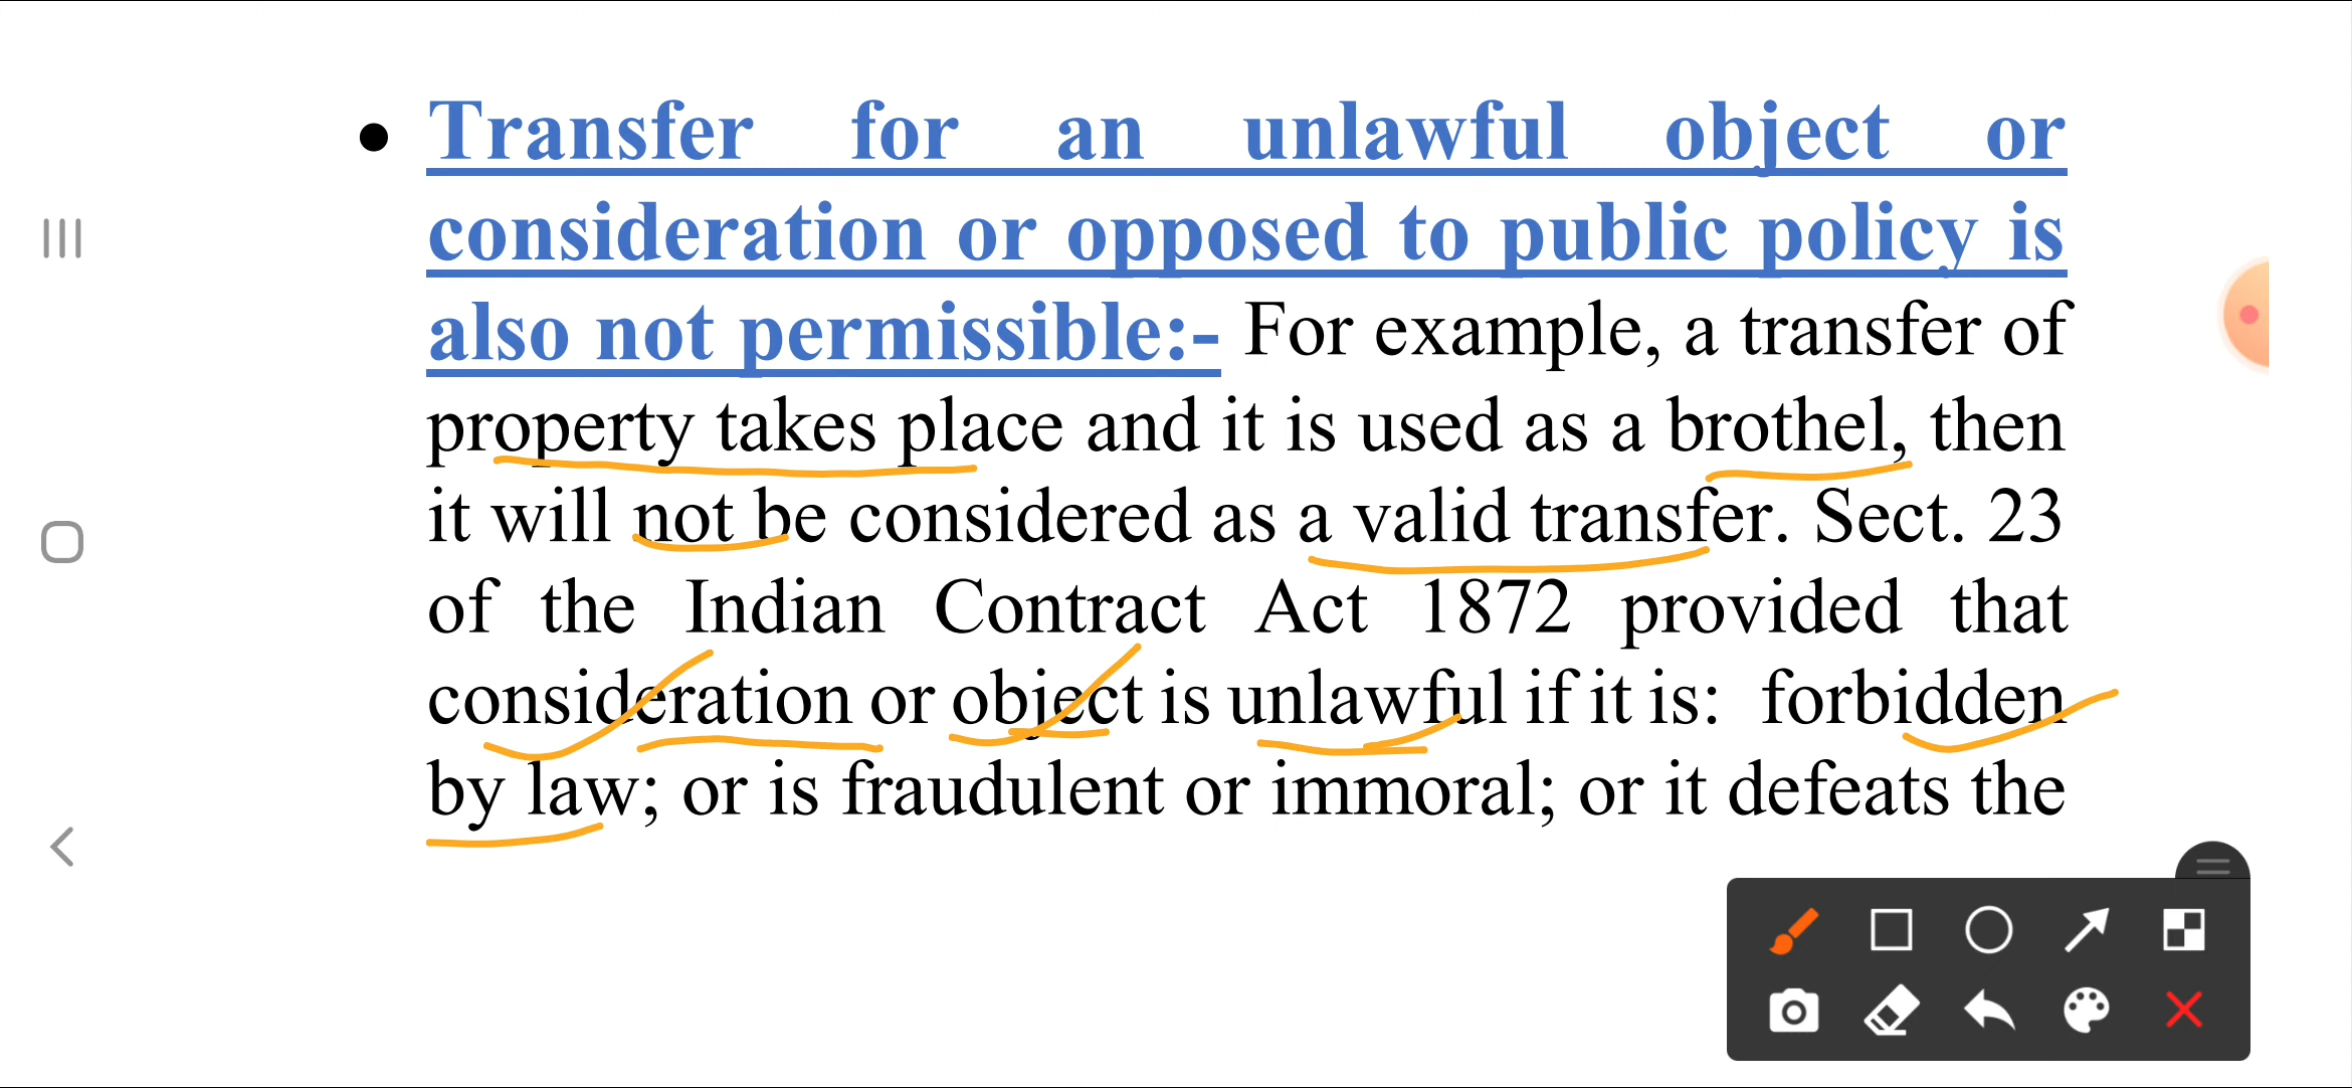 • Transfer for an unlawful object or
consideration or opposed to public policy is
also not permissible:- For example, a transfer of
property takes place and it is used as a brothel, then
it will not be considered as a valid transfer. Sect. 23
of the Indian Contract Act 1872 provided that
consideration or object is unlawful if it is: forbidden
by law; or is fraudulent or immoral; or it defeats the